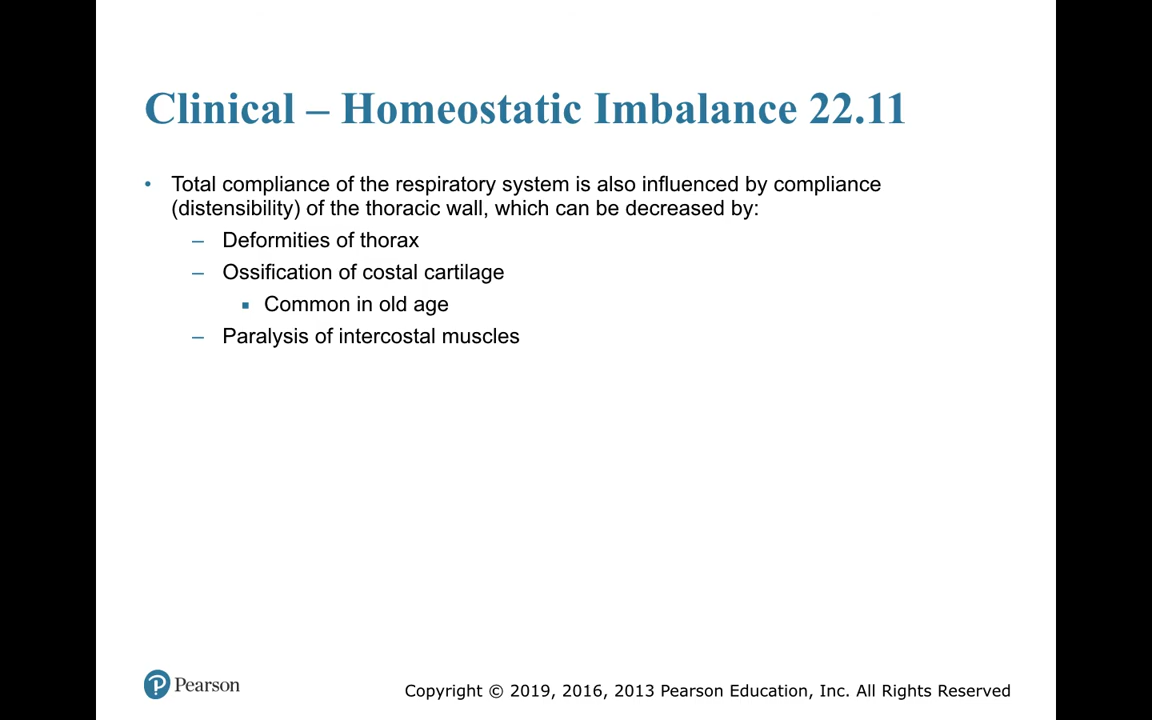 Clinical – Homeostatic Imbalance 22.11
• Total compliance of the respiratory system is also influenced by compliance
(distensibility) of the thoracic wall, which can be decreased by:
– Deformities of thorax
– Ossification of costal cartilage
▪ Common in old age
– Paralysis of intercostal muscles
Pearson
Copyright © 2019, 2016, 2013 Pearson Education, Inc. All Rights Reserved